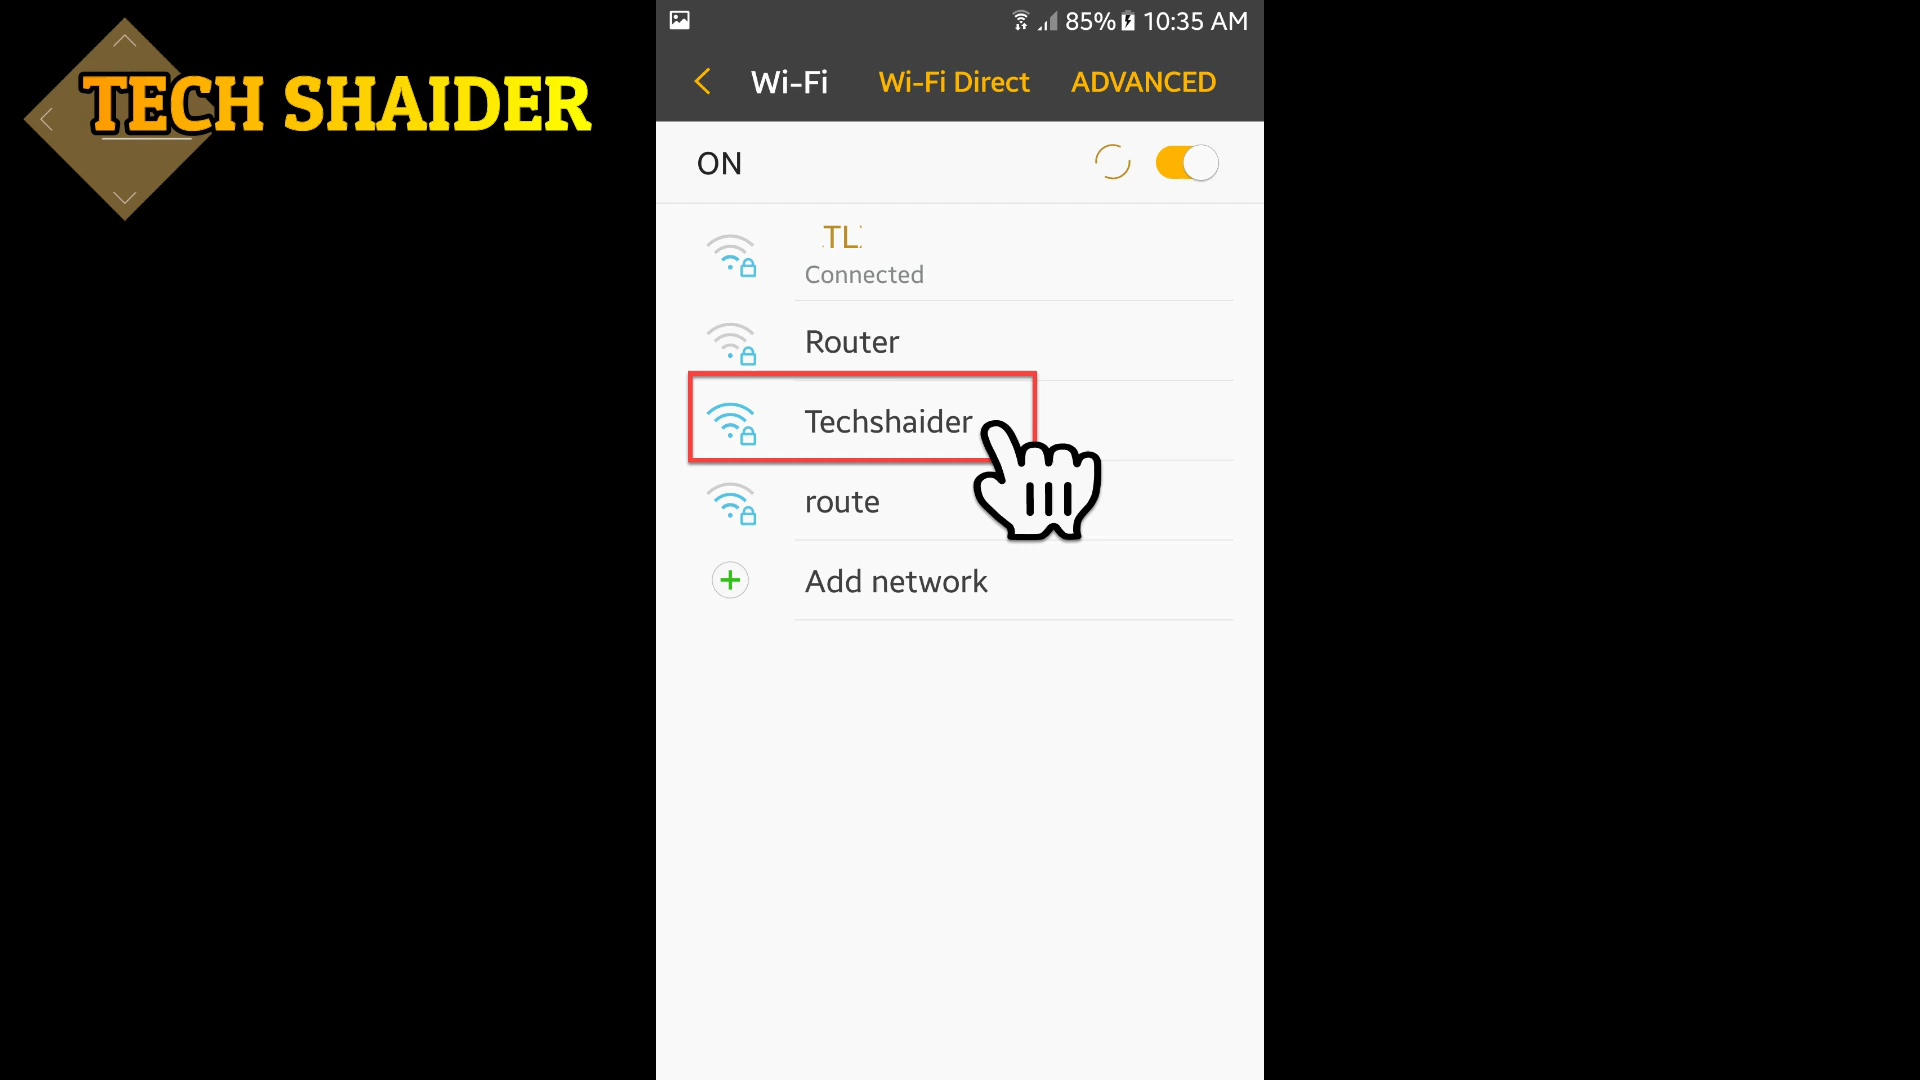 TECH SHAIDER
85% 10:35 AM
Wi-Fi Wi-Fi Direct ADVANCED
ON
TL
Connected
Router
Techshaider
route
Add network